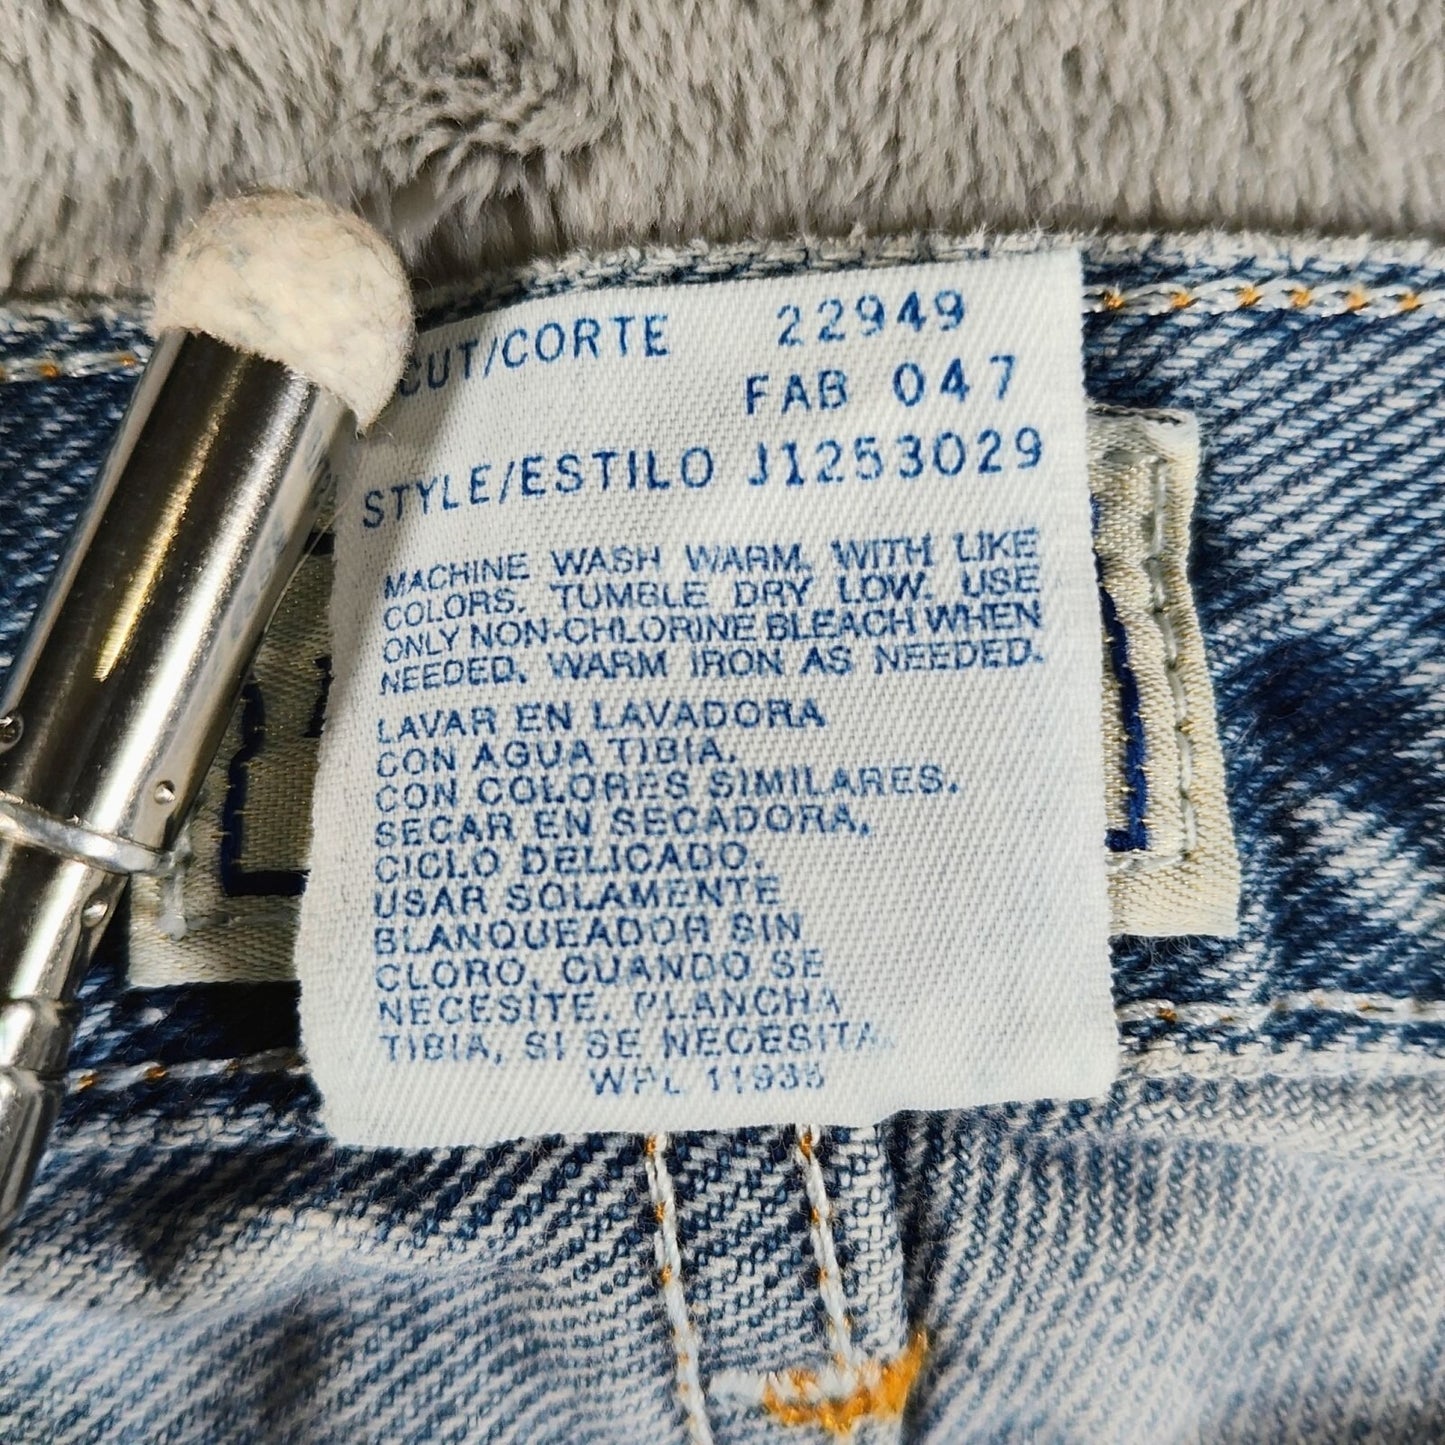 CUT/CORTE 22949
FAB 047
STYLE/ESTILO J1253029
MACHINE WASH WARM, WITH LIKE
COLORS. TUMBLE DRY LOW. USE
ONLY NON-CHLORINE BLEACH WHEN
NEEDED. WARM IRON AS NEEDED.
LAVAR EN LAVADORA
CON AGUA TIBIA.
CON COLORES SIMILARES.
SECAR EN SECADORA,
CICLO DELICADO.
USAR SOLAMENTE
BLANQUEADOR SIN
CLORO, CUANDO SE
NECESITE. PLANCHA
TIBIA, SI SE NECESITA.
WPL 11935